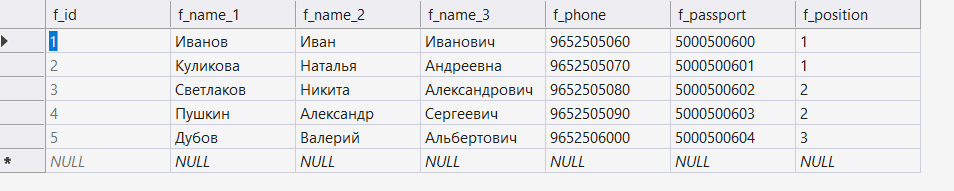 f_id f_name_1 f_name_2 f_name_3 f_phone f_passport f_position
1 Иванов Иван Иванович 9652505060 5000500600 1
2 Куликова Наталья Андреевна 9652505070 5000500601 1
3 Светлаков Никита Александрович 9652505080 5000500602 2
4 Пушкин Александр Сергеевич 9652505090 5000500603 2
5 Дубов Валерий Альбертович 9652506000 5000500604 3
NULL NULL NULL NULL NULL NULL NULL